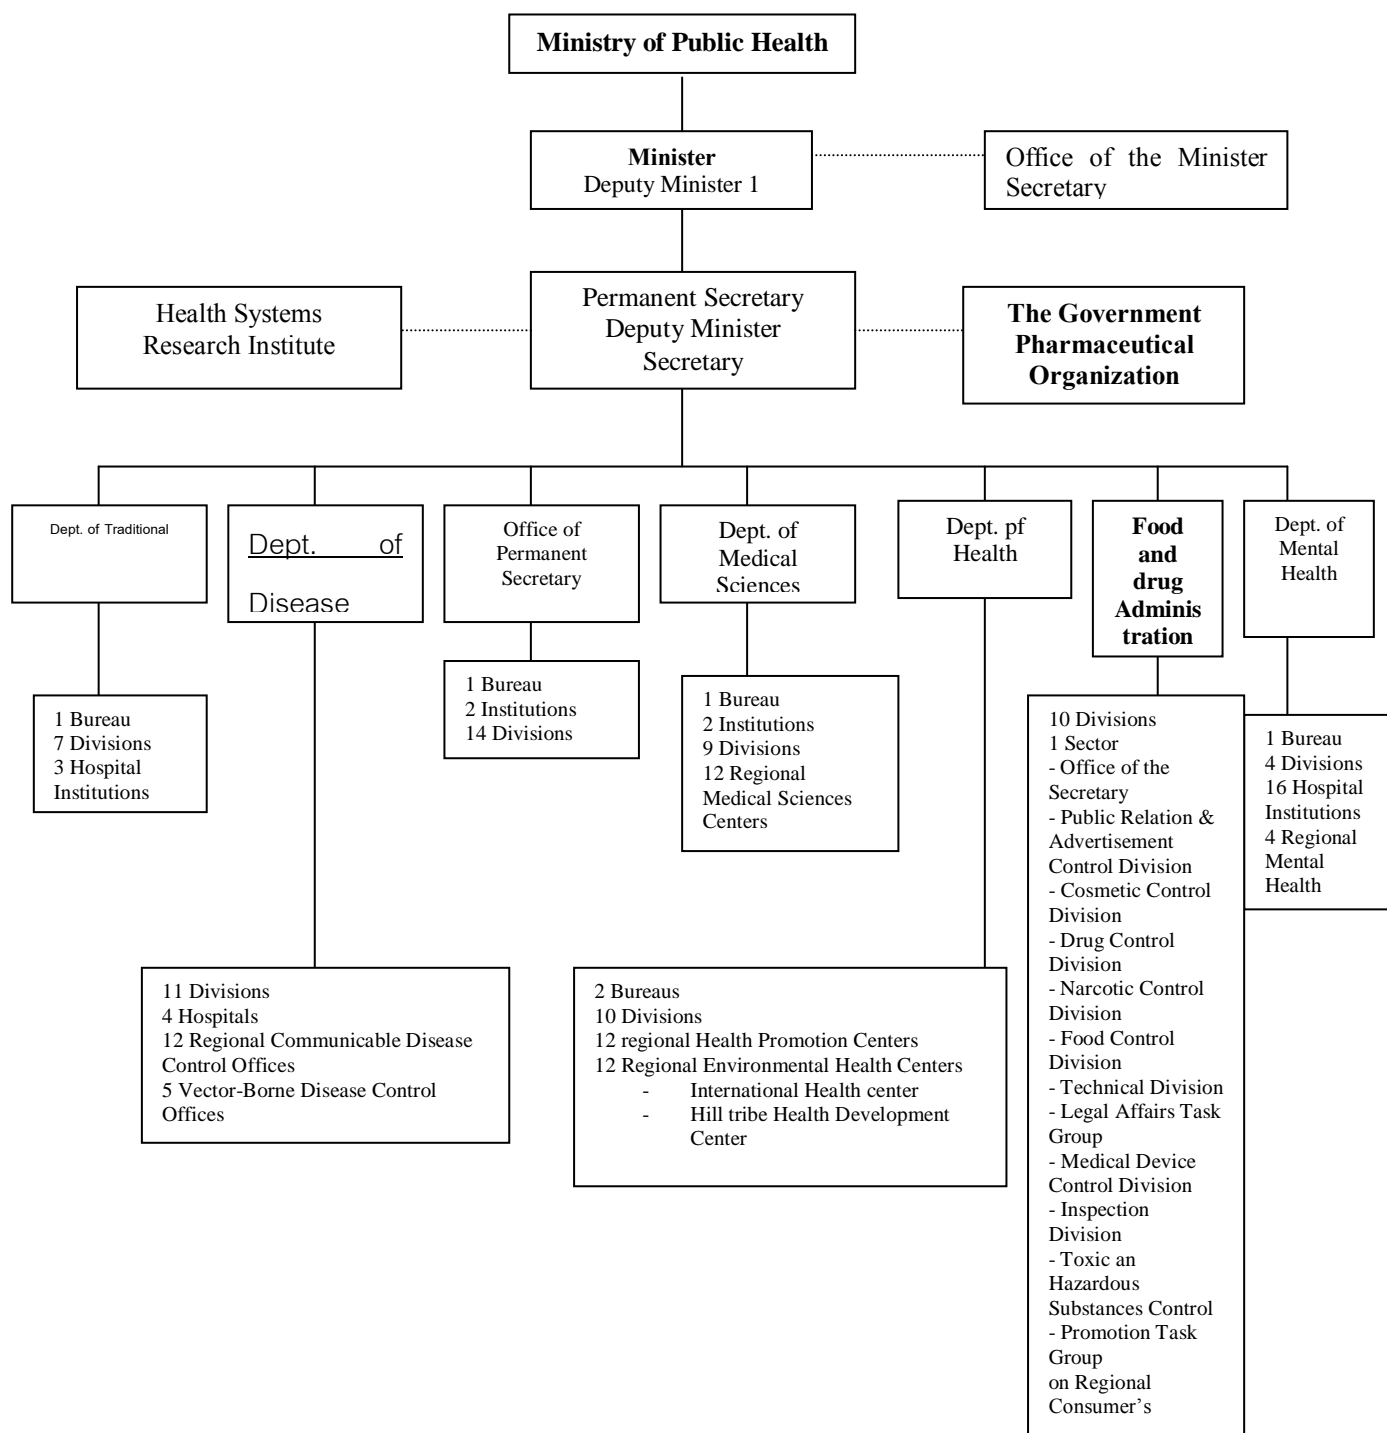 Ministry of Public Health
Minister
Deputy Minister 1
Office of the Minister
Secretary
Health Systems
Research Institute
Permanent Secretary
Deputy Minister
Secretary
The Government
Pharmaceutical
Organization
Dept. of Traditional
Dept. of
Disease
Office of
Permanent
Secretary
Dept. of
Medical
Sciences
Dept. pf
Health
Food
and
drug
Adminis
tration
Dept. of
Mental
Health
1 Bureau
7 Divisions
3 Hospital
Institutions
1 Bureau
2 Institutions
14 Divisions
1 Bureau
2 Institutions
9 Divisions
12 Regional
Medical Sciences
Centers
10 Divisions
1 Sector
- Office of the
Secretary
- Public Relation &
Advertisement
Control Division
- Cosmetic Control
Division
- Drug Control
Division
- Narcotic Control
Division
- Food Control
Division
- Technical Division
- Legal Affairs Task
Group
- Medical Device
Control Division
- Inspection
Division
- Toxic an
Hazardous
Substances Control
- Promotion Task
Group
on Regional
Consumer’s
1 Bureau
4 Divisions
16 Hospital
Institutions
4 Regional
Mental
Health
11 Divisions
4 Hospitals
12 Regional Communicable Disease
Control Offices
5 Vector-Borne Disease Control
Offices
2 Bureaus
10 Divisions
12 regional Health Promotion Centers
12 Regional Environmental Health Centers
- International Health center
- Hill tribe Health Development
Center